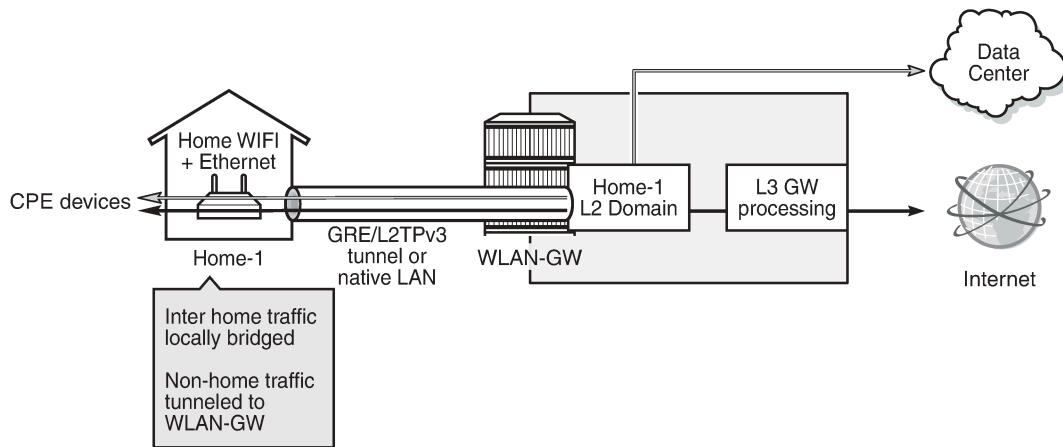 Data
Center
Home WIFI
+ Ethernet
CPE devices
Home-1
L2 Domain
L3 GW
processing
GRE/L2TPv3
tunnel or
native LAN
WLAN-GW
Home-1
Internet
Inter home traffic
locally bridged
Non-home traffic
tunneled to
WLAN-GW